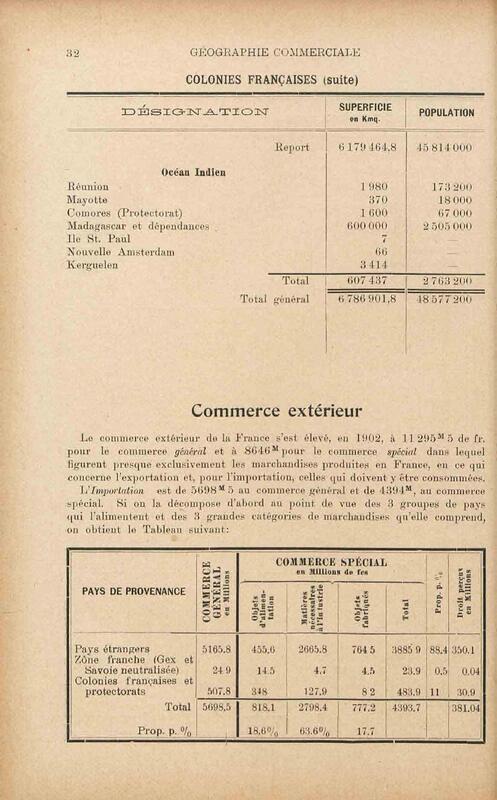 32 GÉOGRAPHIE COMMERCIALE
COLONIES FRANÇAISES (suite)
DÉSIGNATION SUPERFICIE en Kmq. POPULATION
Report 6 179 464,8 45 814 000
Océan Indien
Réunion 1 980 173 200
Mayotte 370 18 000
Comores (Protectorat) 1 600 67 000
Madagascar et dépendances 600 000 2 505 000
Ile St. Paul 7 —
Nouvelle Amsterdam 66 —
Kerguelen 3 414 —
Total 607 437 2 763 200
Total général 6 786 901,8 48 577 200
Commerce extérieur
Le commerce extérieur de la France s'est élevé, en 1902, à 11 295ᴹ 5 de fr.
pour le commerce général et à 8646ᴹ pour le commerce spécial dans lequel
figurent presque exclusivement les marchandises produites en France, en ce qui
concerne l'exportation et, pour l'importation, celles qui doivent y être consommées.
L'Importation est de 5698ᴹ 5 au commerce général et de 4394ᴹ, au commerce
spécial. Si on la décompose d'abord au point de vue des 3 groupes de pays
qui l'alimentent et des 3 grandes catégories de marchandises qu'elle comprend,
on obtient le Tableau suivant:
PAYS DE PROVENANCE
COMMERCE GÉNÉRAL en Millions
COMMERCE SPÉCIAL
en Millions de fcs
Objets d'alimentation
Matières nécessaires à l'industrie
Objets fabriqués
Total
Prop. p. %
Droit perçus en Millions
Pays étrangers 5165.8 455,6 2665.8 764 5 3885 9 88.4 350.1
Zône franche (Gex et
Savoie neutralisée) 24 9 14.5 4.7 4.5 23.9 0.5 0.04
Colonies françaises et
protectorats 507.8 348 127.9 8 2 483.9 11 30.9
Total 5698,5 818,1 2798.4 777.2 4393.7 381.04
Prop. p. % 18.6% 63.6% 17.7